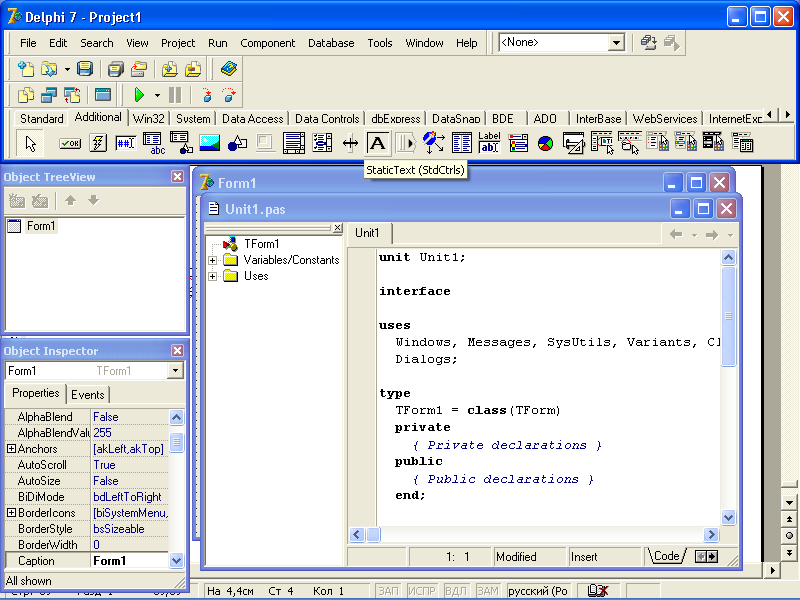 Delphi 7 - Project1
File Edit Search View Project Run Component Database Tools Window Help <None>
Standard Additional Win32 System Data Access Data Controls dbExpress DataSnap BDE ADO InterBase WebServices InternetExp
OK abc Label abI
StaticText (StdCtrls)
Object TreeView
Form1
Form1
Unit1.pas
TForm1
Variables/Constants
Uses
Unit1
unit Unit1;
interface
uses
Windows, Messages, SysUtils, Variants, Cl
Dialogs;
type
TForm1 = class(TForm)
private
{ Private declarations }
public
{ Public declarations }
end;
1: 1 Modified Insert Code
Object Inspector
Form1 TForm1
Properties Events
AlphaBlend False
AlphaBlendValu 255
Anchors [akLeft,akTop]
AutoScroll True
AutoSize False
BiDiMode bdLeftToRight
BorderIcons [biSystemMenu,
BorderStyle bsSizeable
BorderWidth 0
Caption Form1
All shown
На 4,4см Ст 4 Кол 1 ЗАП ИСПР ВДЛ ЗАМ русский (Ро